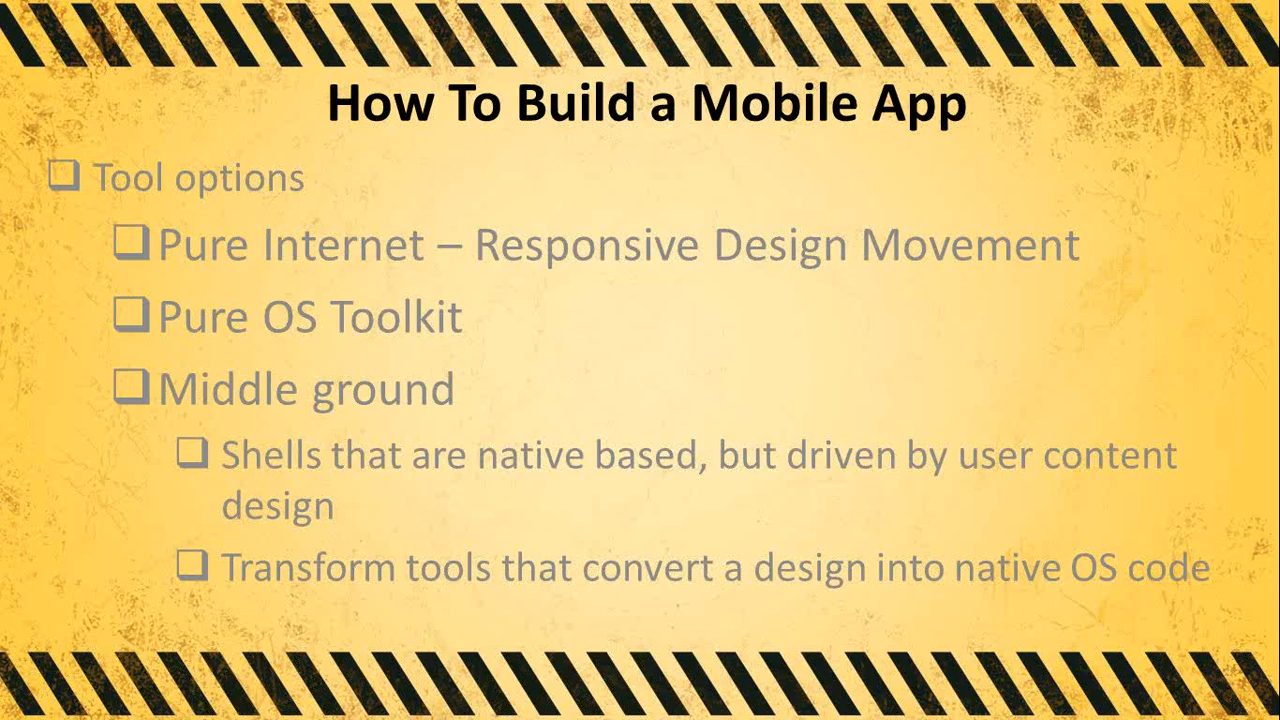 How To Build a Mobile App
❑ Tool options
❑ Pure Internet – Responsive Design Movement
❑ Pure OS Toolkit
❑ Middle ground
❑ Shells that are native based, but driven by user content
design
❑ Transform tools that convert a design into native OS code